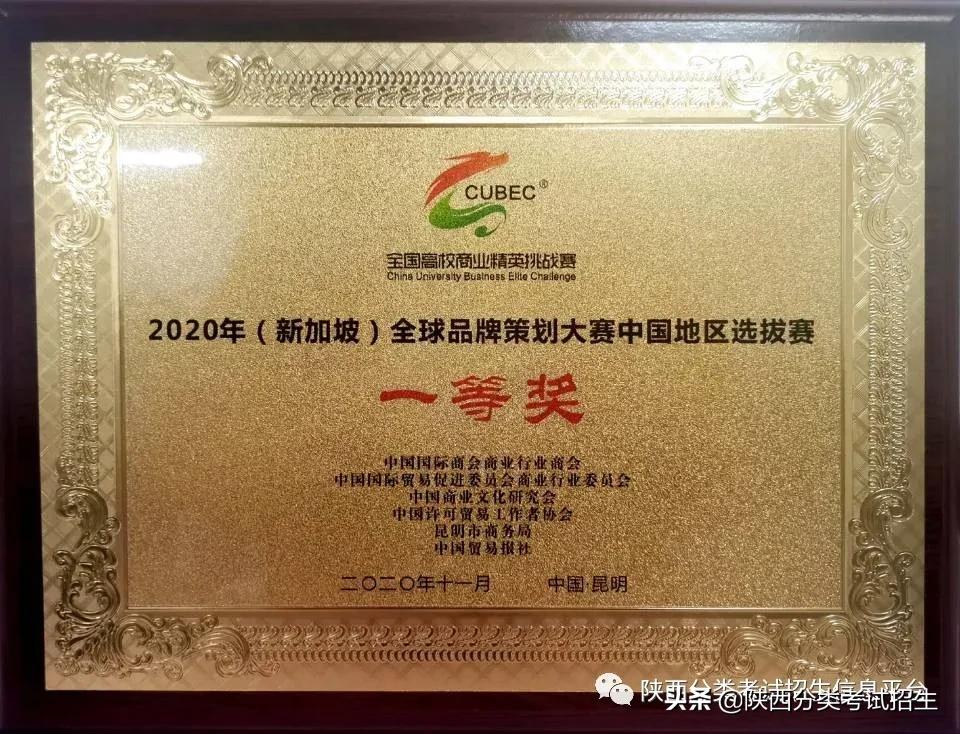 CUBEC®
全国高校商业精英挑战赛
China University Business Elite Challenge
2020年（新加坡）全球品牌策划大赛中国地区选拔赛
一等奖
中国国际商会商业行业商会
中国国际贸易促进委员会商业行业委员会
中国商业文化研究会
中国许可贸易工作者协会
昆明市商务局
中国贸易报社
二〇二〇年十一月 中国·昆明
陕西分类考试招生信息平台
头条@陕西分类考试招生